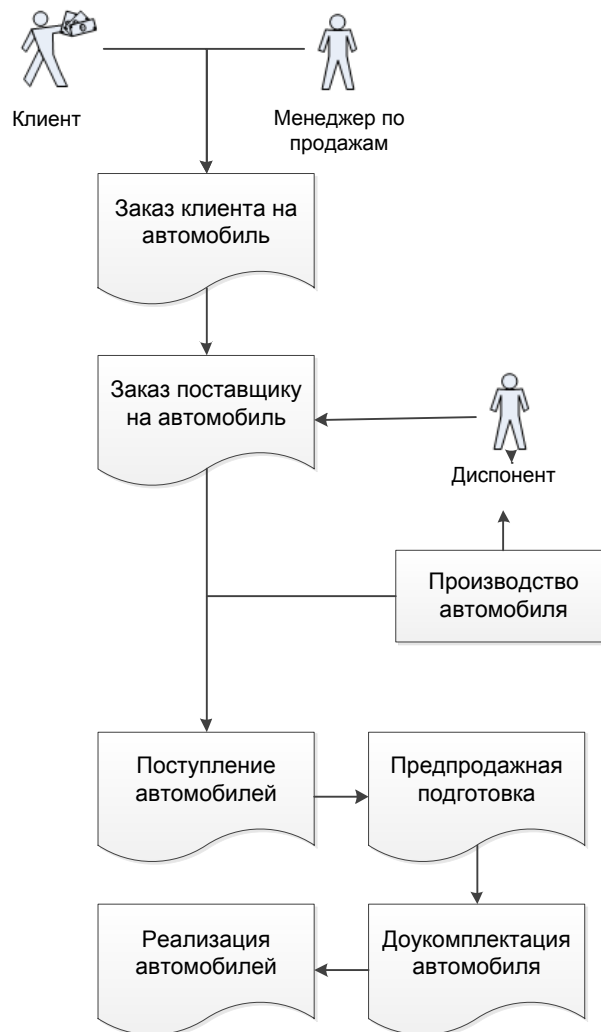 Клиент
Менеджер по
продажам
Заказ клиента на
автомобиль
Заказ поставщику
на автомобиль
Диспонент
Производство
автомобиля
Поступление
автомобилей
Предпродажная
подготовка
Реализация
автомобилей
Доукомплектация
автомобиля